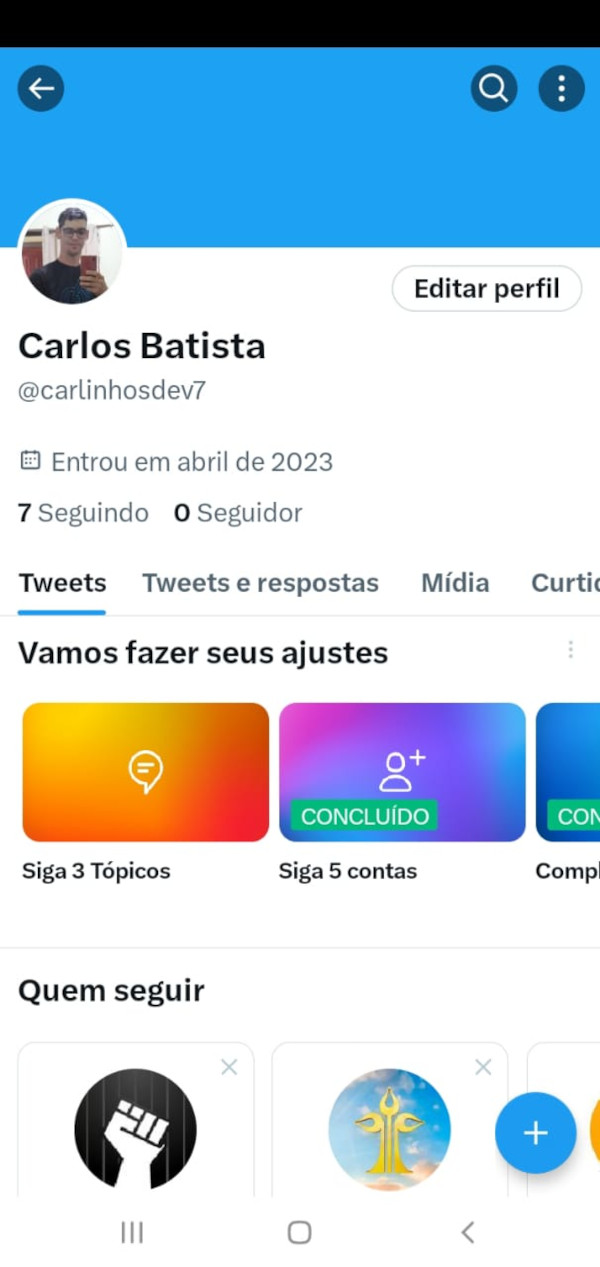 Editar perfil
Carlos Batista
@carlinhosdev7
Entrou em abril de 2023
7 Seguindo 0 Seguidor
Tweets Tweets e respostas Mídia Curtic
Vamos fazer seus ajustes
CONCLUÍDO CON
Siga 3 Tópicos Siga 5 contas Compl
Quem seguir